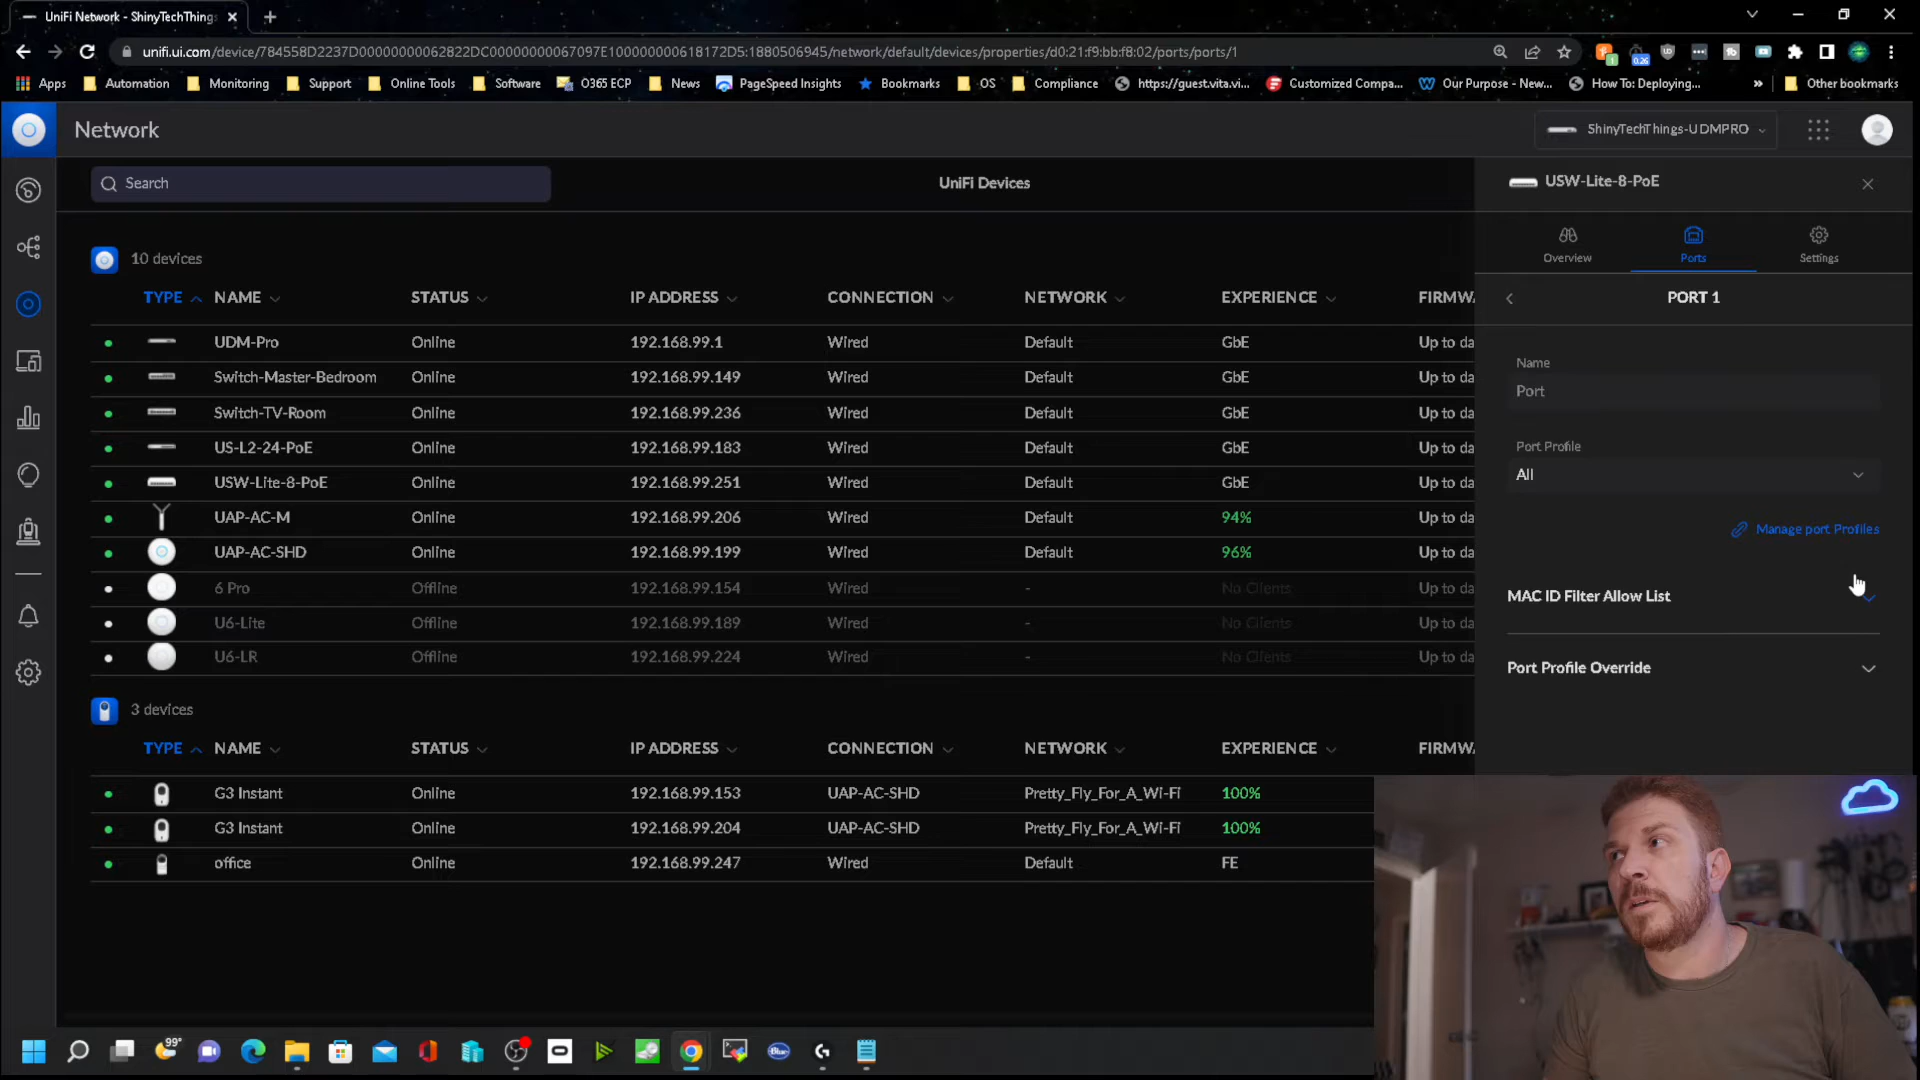 UniFi Network - ShinyTechThings
unifi.ui.com/device/784558D2237D0000000062822DC00000000067097E100000000618172D5:1880506945/network/default/devices/properties/d0:21:f9:bb:f8:02/ports/ports/1
1
0.26
Apps Automation Monitoring Support Online Tools Software O365 ECP News PageSpeed Insights Bookmarks OS Compliance https://guest.vita.vi... Customized Compa... Our Purpose - New... How To: Deploying... » Other bookmarks
Network
ShinyTechThings-UDMPRO
Search
UniFi Devices
10 devices
TYPE NAME STATUS IP ADDRESS CONNECTION NETWORK EXPERIENCE FIRMW
UDM-Pro Online 192.168.99.1 Wired Default GbE Up to da
Switch-Master-Bedroom Online 192.168.99.149 Wired Default GbE Up to da
Switch-TV-Room Online 192.168.99.236 Wired Default GbE Up to da
US-L2-24-PoE Online 192.168.99.183 Wired Default GbE Up to da
USW-Lite-8-PoE Online 192.168.99.251 Wired Default GbE Up to da
UAP-AC-M Online 192.168.99.206 Wired Default 94% Up to da
UAP-AC-SHD Online 192.168.99.199 Wired Default 96% Up to da
6 Pro Offline 192.168.99.154 Wired - No Clients Up to da
U6-Lite Offline 192.168.99.189 Wired - No Clients Up to da
U6-LR Offline 192.168.99.224 Wired - No Clients Up to da
3 devices
TYPE NAME STATUS IP ADDRESS CONNECTION NETWORK EXPERIENCE FIRMW
G3 Instant Online 192.168.99.153 UAP-AC-SHD Pretty_Fly_For_A_Wi-Fi 100%
G3 Instant Online 192.168.99.204 UAP-AC-SHD Pretty_Fly_For_A_Wi-Fi 100%
office Online 192.168.99.247 Wired Default FE
USW-Lite-8-PoE
Overview Ports Settings
PORT 1
Name
Port
Port Profile
All
Manage port Profiles
MAC ID Filter Allow List
Port Profile Override
99°
Blue